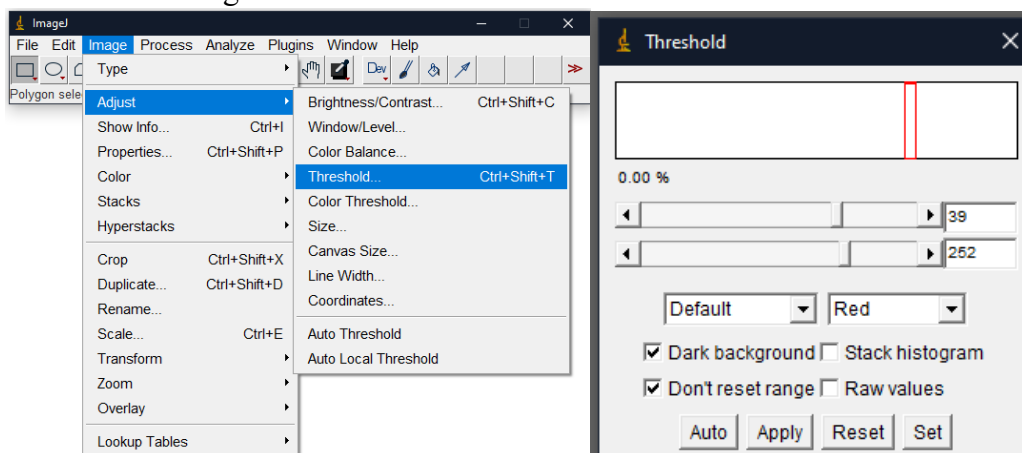 ImageJ
File Edit Image Process Analyze Plugins Window Help
Dev
Polygon sele
Type
Adjust
Show Info... Ctrl+I
Properties... Ctrl+Shift+P
Color
Stacks
Hyperstacks
Crop Ctrl+Shift+X
Duplicate... Ctrl+Shift+D
Rename...
Scale... Ctrl+E
Transform
Zoom
Overlay
Lookup Tables
Brightness/Contrast... Ctrl+Shift+C
Window/Level...
Color Balance...
Threshold... Ctrl+Shift+T
Color Threshold...
Size...
Canvas Size...
Line Width...
Coordinates...
Auto Threshold
Auto Local Threshold
Threshold
0.00 %
39
252
Default Red
Dark background Stack histogram
Don't reset range Raw values
Auto Apply Reset Set